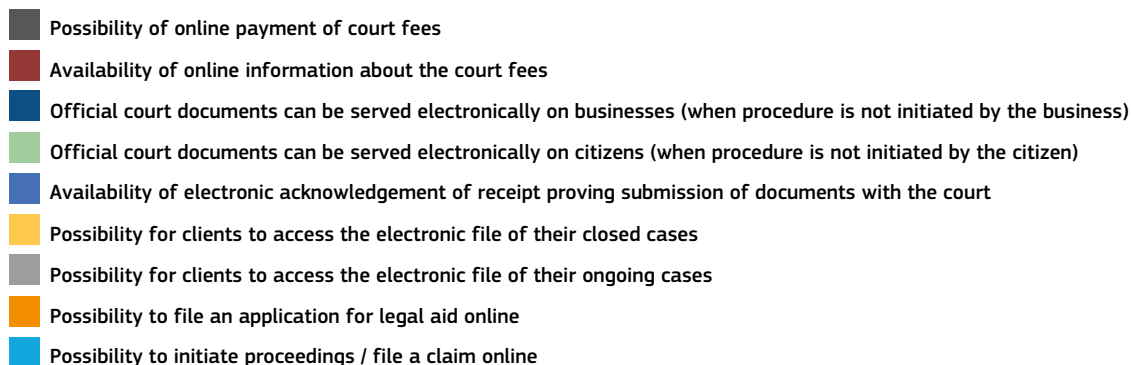 Possibility of online payment of court fees
Availability of online information about the court fees
Official court documents can be served electronically on businesses (when procedure is not initiated by the business)
Official court documents can be served electronically on citizens (when procedure is not initiated by the citizen)
Availability of electronic acknowledgement of receipt proving submission of documents with the court
Possibility for clients to access the electronic file of their closed cases
Possibility for clients to access the electronic file of their ongoing cases
Possibility to file an application for legal aid online
Possibility to initiate proceedings / file a claim online